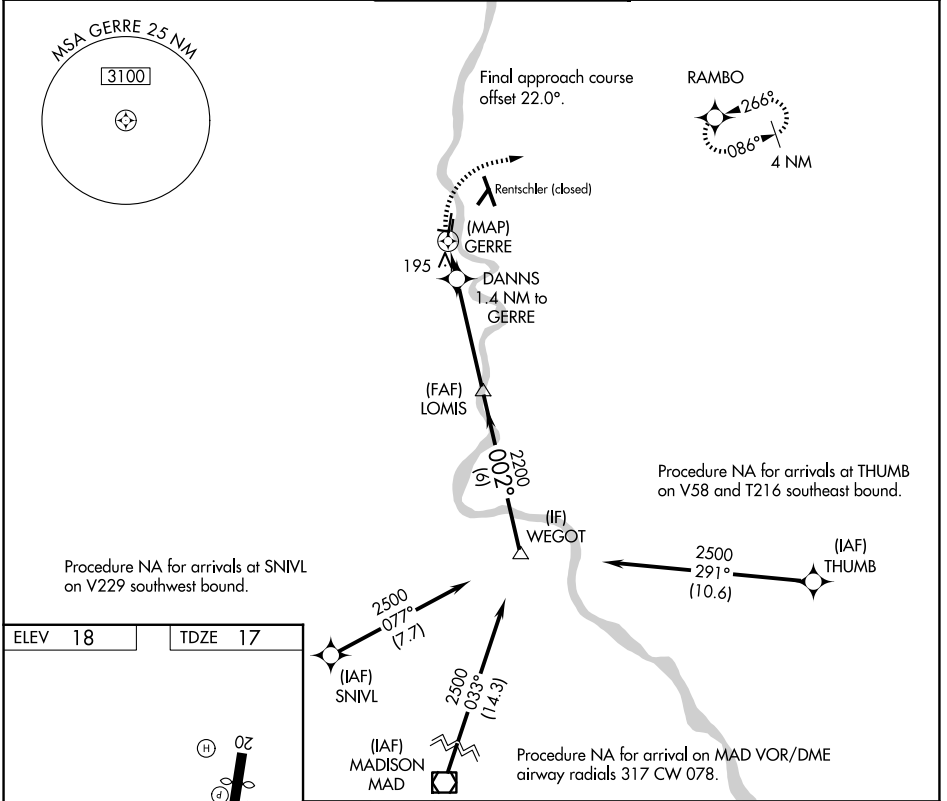 MSA GERRE 25 NM
3100
Final approach course
offset 22.0°.
RAMBO
266°
086°
4 NM
Rentschler (closed)
(MAP)
GERRE
195
DANNS
1.4 NM to
GERRE
(FAF)
LOMIS
2200
002°
(6)
Procedure NA for arrivals at THUMB
on V58 and T216 southeast bound.
(IF)
WEGOT
(IAF)
THUMB
2500
291°
(10.6)
Procedure NA for arrivals at SNIVL
on V229 southwest bound.
2500
077°
(7.7)
ELEV 18
TDZE 17
(IAF)
SNIVL
2500
033°
(14.3)
(IAF)
MADISON
MAD
Procedure NA for arrival on MAD VOR/DME
airway radials 317 CW 078.
H
20
P